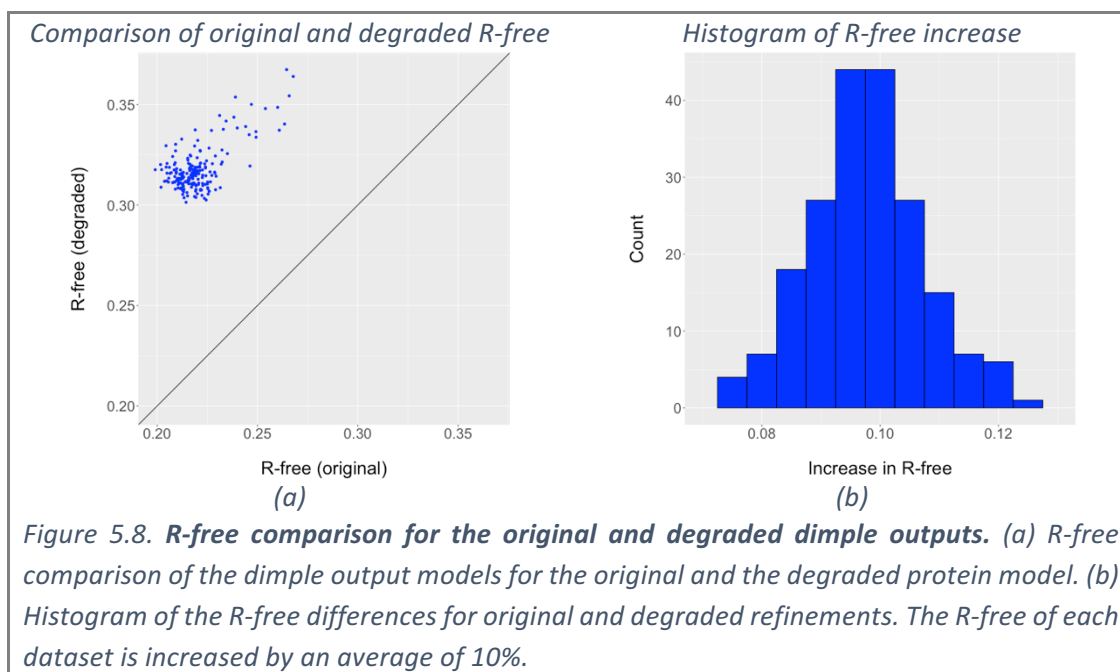 Comparison of original and degraded R-free
Histogram of R-free increase
0.35
0.30
0.25
0.20
R-free (degraded)
0.20 0.25 0.30 0.35
R-free (original)
(a)
40
30
20
10
0
Count
0.08 0.10 0.12
Increase in R-free
(b)
Figure 5.8. R-free comparison for the original and degraded dimple outputs. (a) R-free
comparison of the dimple output models for the original and the degraded protein model. (b)
Histogram of the R-free differences for original and degraded refinements. The R-free of each
dataset is increased by an average of 10%.